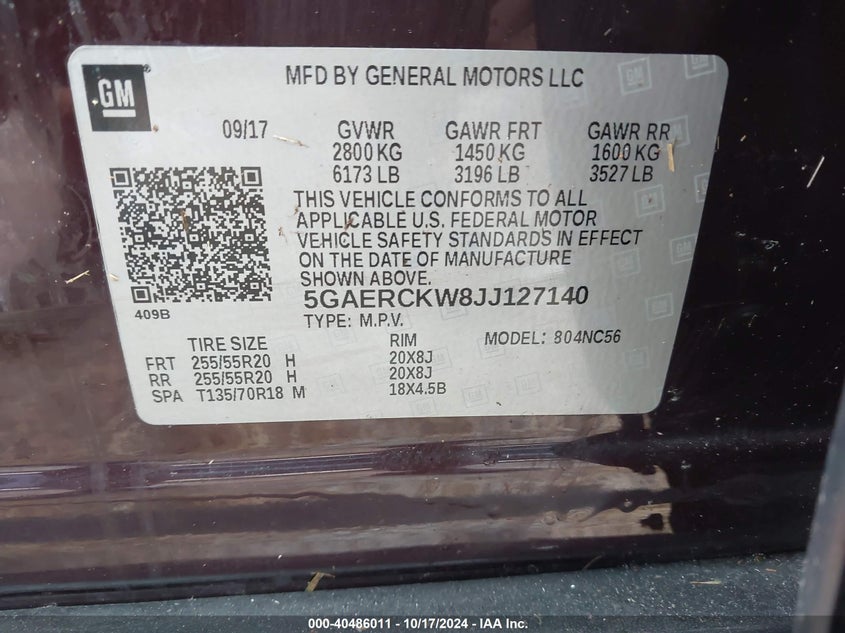 GM
MFD BY GENERAL MOTORS LLC
09/17 GVWR GAWR FRT GAWR RR
2800 KG 1450 KG 1600 KG
6173 LB 3196 LB 3527 LB
THIS VEHICLE CONFORMS TO ALL
APPLICABLE U.S. FEDERAL MOTOR
VEHICLE SAFETY STANDARDS IN EFFECT
ON THE DATE OF MANUFACTURE
SHOWN ABOVE.
409B
5GAERCKW8JJ127140
TYPE: M.P.V.
TIRE SIZE RIM MODEL: 804NC56
FRT 255/55R20 H 20X8J
RR 255/55R20 H 20X8J
SPA T135/70R18 M 18X4.5B
000-40486011 - 10/17/2024 - IAA Inc.